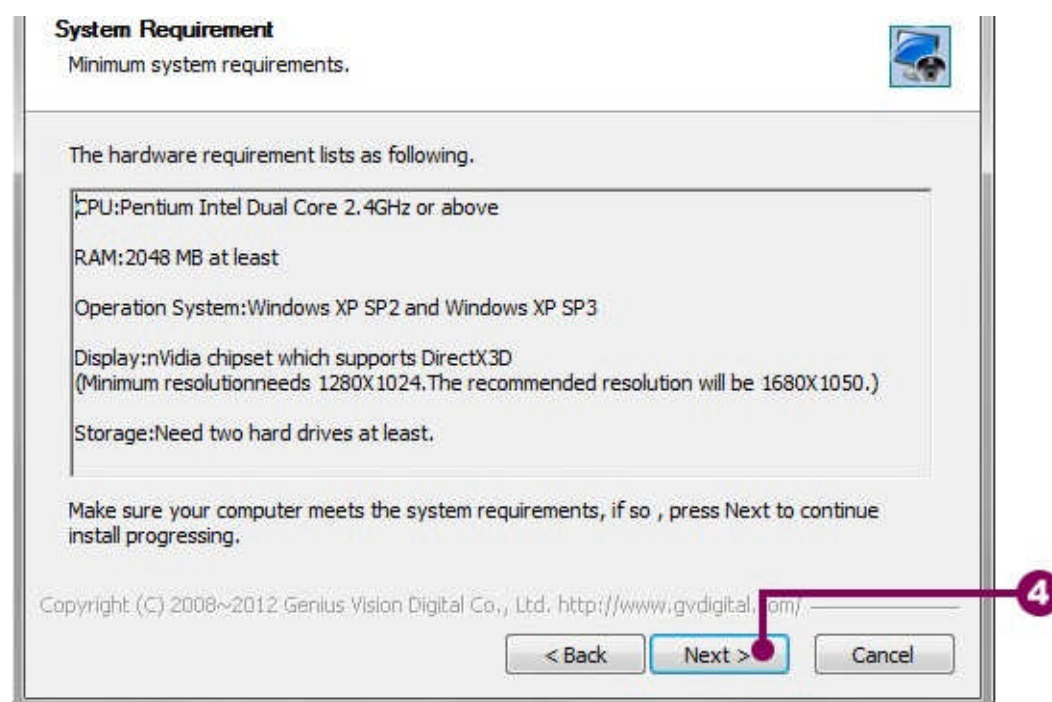 System Requirement
Minimum system requirements.
The hardware requirement lists as following.
CPU:Pentium Intel Dual Core 2.4GHz or above
RAM:2048 MB at least
Operation System:Windows XP SP2 and Windows XP SP3
Display:nVidia chipset which supports DirectX3D
(Minimum resolutionneeds 1280X1024.The recommended resolution will be 1680X1050.)
Storage:Need two hard drives at least.
Make sure your computer meets the system requirements, if so , press Next to continue
install progressing.
Copyright (C) 2008~2012 Genius Vision Digital Co., Ltd. http://www.gvdigital.com/
4
< Back Next > Cancel